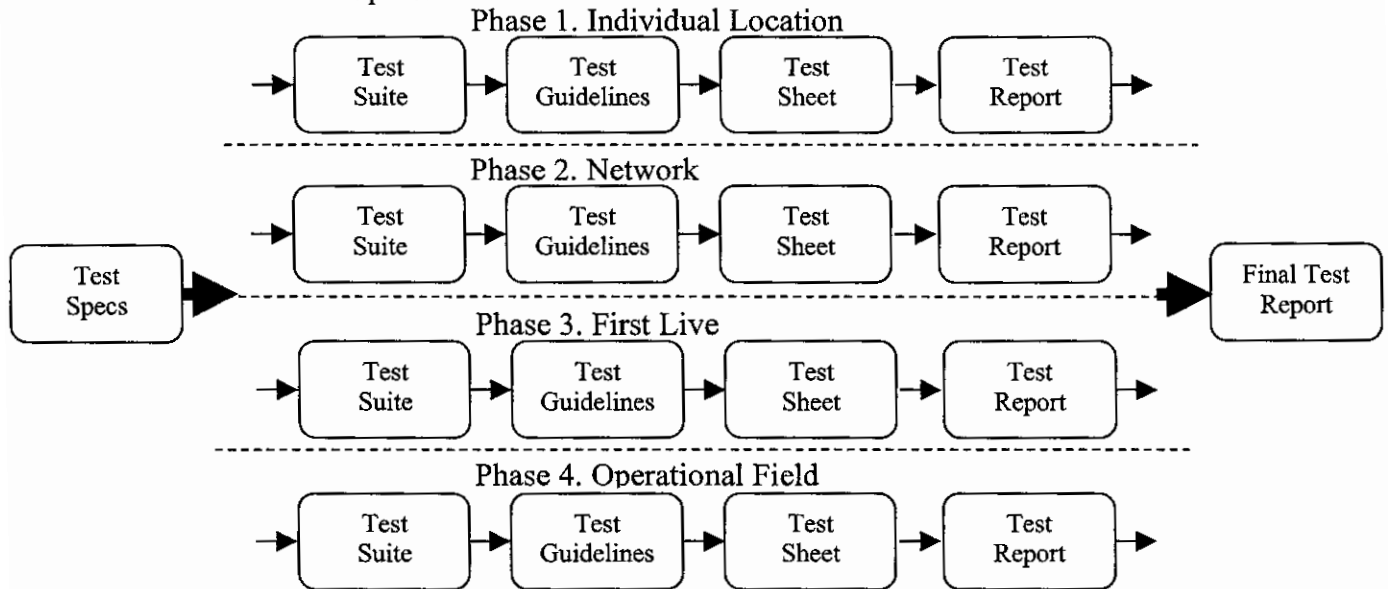 Phase 1. Individual Location
Test
Suite
Test
Guidelines
Test
Sheet
Test
Report
Phase 2. Network
Test
Suite
Test
Guidelines
Test
Sheet
Test
Report
Test
Specs
Final Test
Report
Phase 3. First Live
Test
Suite
Test
Guidelines
Test
Sheet
Test
Report
Phase 4. Operational Field
Test
Suite
Test
Guidelines
Test
Sheet
Test
Report